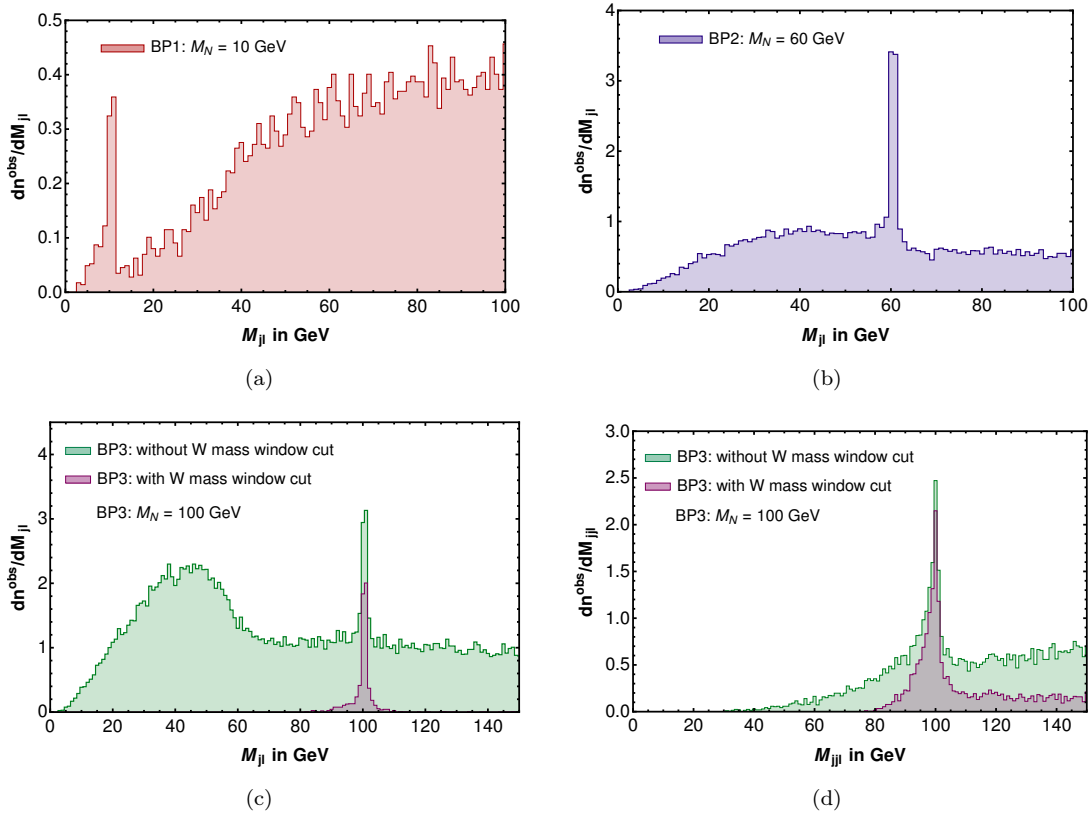 BP1: M_N = 10 GeV
dn^obs/dM_jl
0.5
0.4
0.3
0.2
0.1
0.0
0 20 40 60 80 100
M_jl in GeV
(a)
BP2: M_N = 60 GeV
dn^obs/dM_jl
4
3
2
1
0
0 20 40 60 80 100
M_jl in GeV
(b)
BP3: without W mass window cut
BP3: with W mass window cut
BP3: M_N = 100 GeV
dn^obs/dM_jl
4
3
2
1
0
0 20 40 60 80 100 120 140
M_jl in GeV
(c)
BP3: without W mass window cut
BP3: with W mass window cut
BP3: M_N = 100 GeV
dn^obs/dM_jjl
3.0
2.5
2.0
1.5
1.0
0.5
0.0
0 20 40 60 80 100 120 140
M_jjl in GeV
(d)